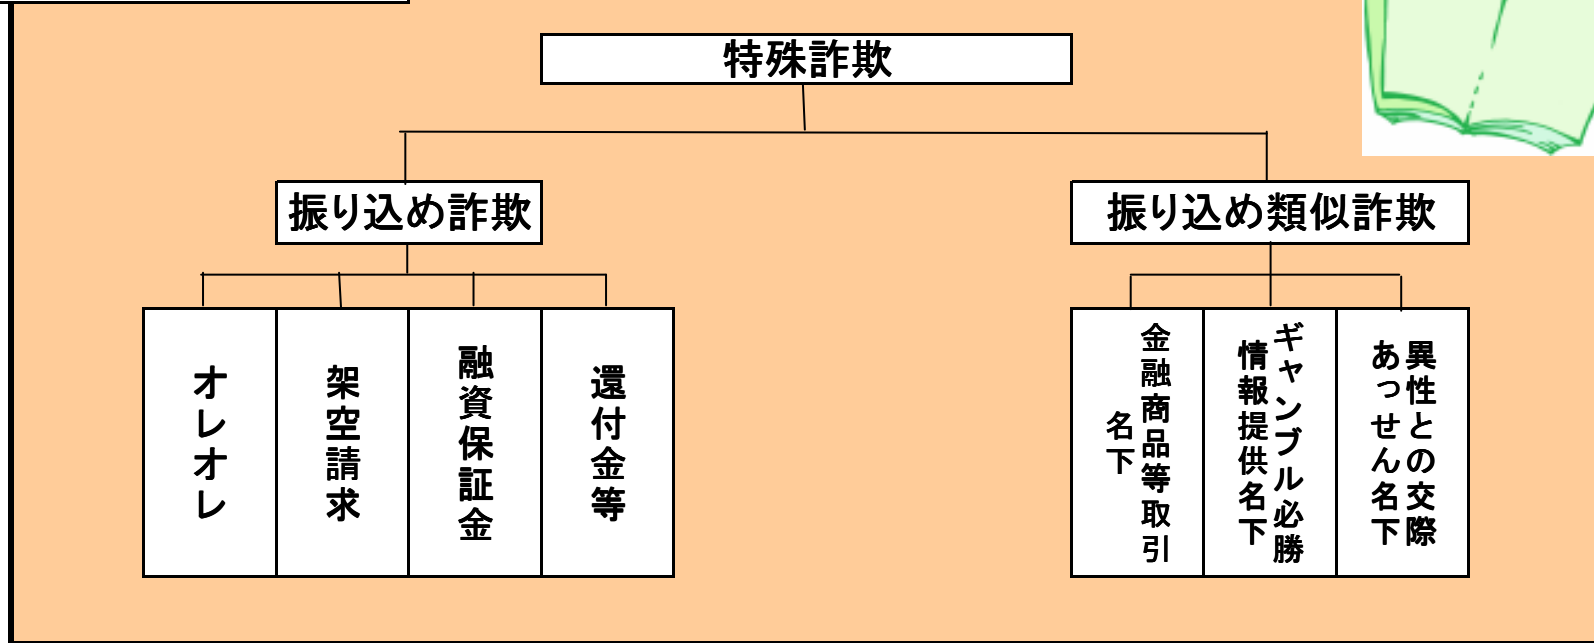 特殊詐欺
振り込め詐欺
振り込め類似詐欺
オレオレ
架空請求
融資保証金
還付金等
金融商品等取引
名下
ギャンブル必勝
情報提供名下
異性との交際
あっせん名下